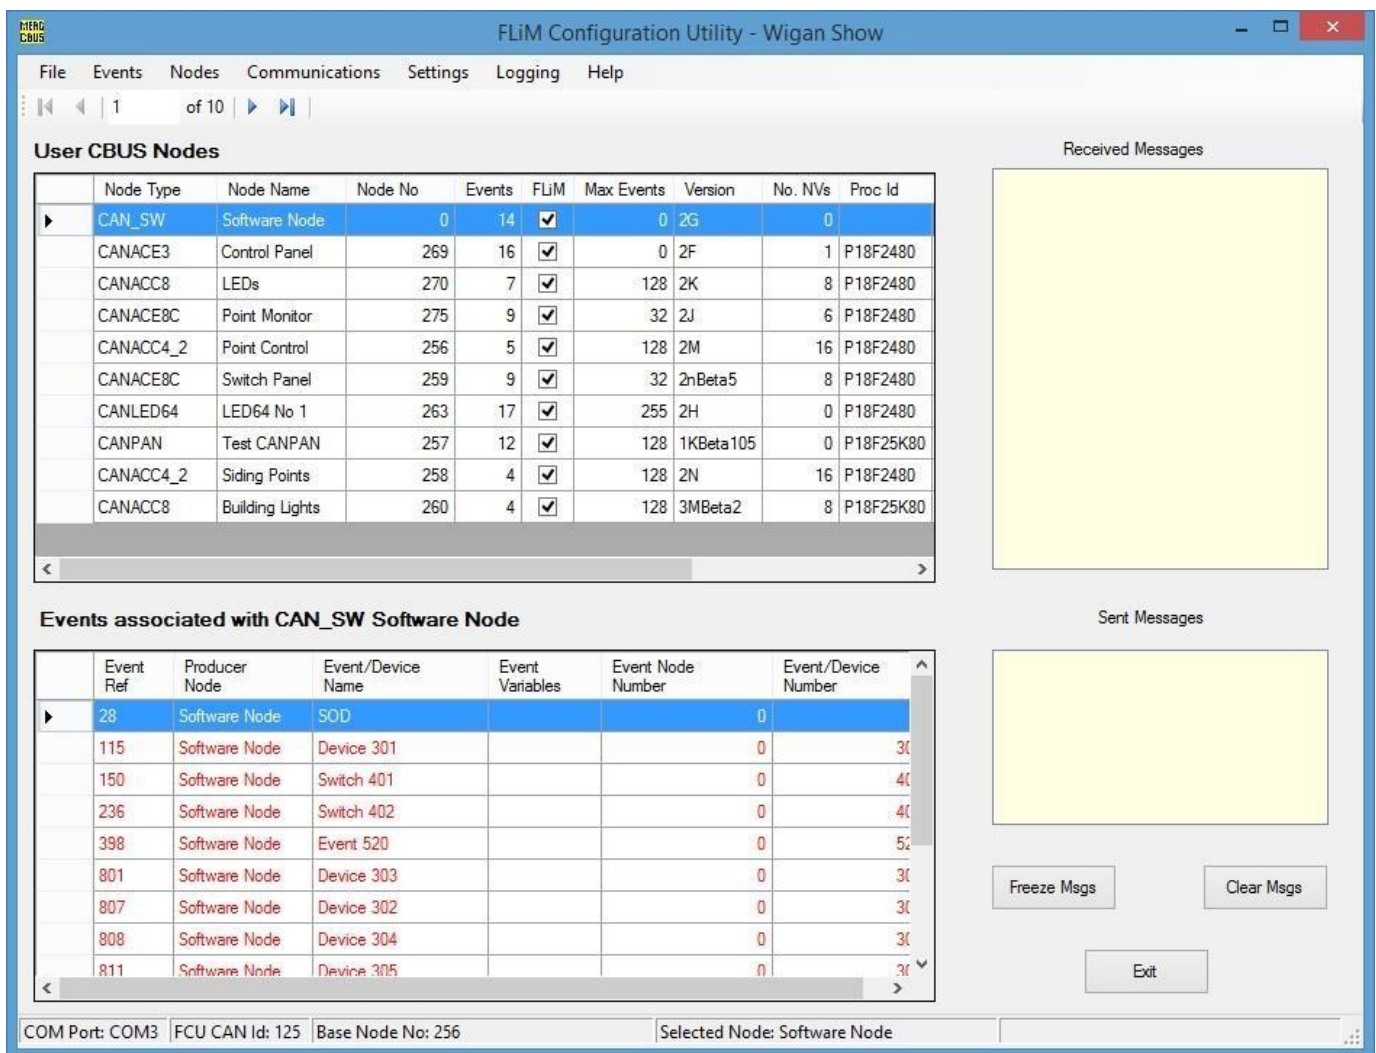 MERG
CBUS
FLiM Configuration Utility - Wigan Show
File Events Nodes Communications Settings Logging Help
1 of 10
User CBUS Nodes
Received Messages
Node Type Node Name Node No Events FLiM Max Events Version No. NVs Proc Id
CAN_SW Software Node 0 14 0 2G 0
CANACE3 Control Panel 269 16 0 2F 1 P18F2480
CANACC8 LEDs 270 7 128 2K 8 P18F2480
CANACE8C Point Monitor 275 9 32 2J 6 P18F2480
CANACC4_2 Point Control 256 5 128 2M 16 P18F2480
CANACE8C Switch Panel 259 9 32 2nBeta5 8 P18F2480
CANLED64 LED64 No 1 263 17 255 2H 0 P18F2480
CANPAN Test CANPAN 257 12 128 1KBeta105 0 P18F25K80
CANACC4_2 Siding Points 258 4 128 2N 16 P18F2480
CANACC8 Building Lights 260 4 128 3MBeta2 8 P18F25K80
Events associated with CAN_SW Software Node
Sent Messages
Event Ref Producer Node Event/Device Name Event Variables Event Node Number Event/Device Number
28 Software Node SOD 0
115 Software Node Device 301 0 30
150 Software Node Switch 401 0 40
236 Software Node Switch 402 0 40
398 Software Node Event 520 0 52
801 Software Node Device 303 0 30
807 Software Node Device 302 0 30
808 Software Node Device 304 0 30
811 Software Node Device 305 0 30
Freeze Msgs Clear Msgs
Exit
COM Port: COM3 FCU CAN Id: 125 Base Node No: 256 Selected Node: Software Node